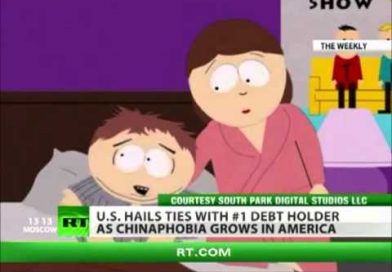 SHOW
THE WEEKLY
COURTESY SOUTH PARK DIGITAL STUDIOS LLC
13 13
MOSCOW
RT
U.S. HAILS TIES WITH #1 DEBT HOLDER
AS CHINAPHOBIA GROWS IN AMERICA
RT.COM